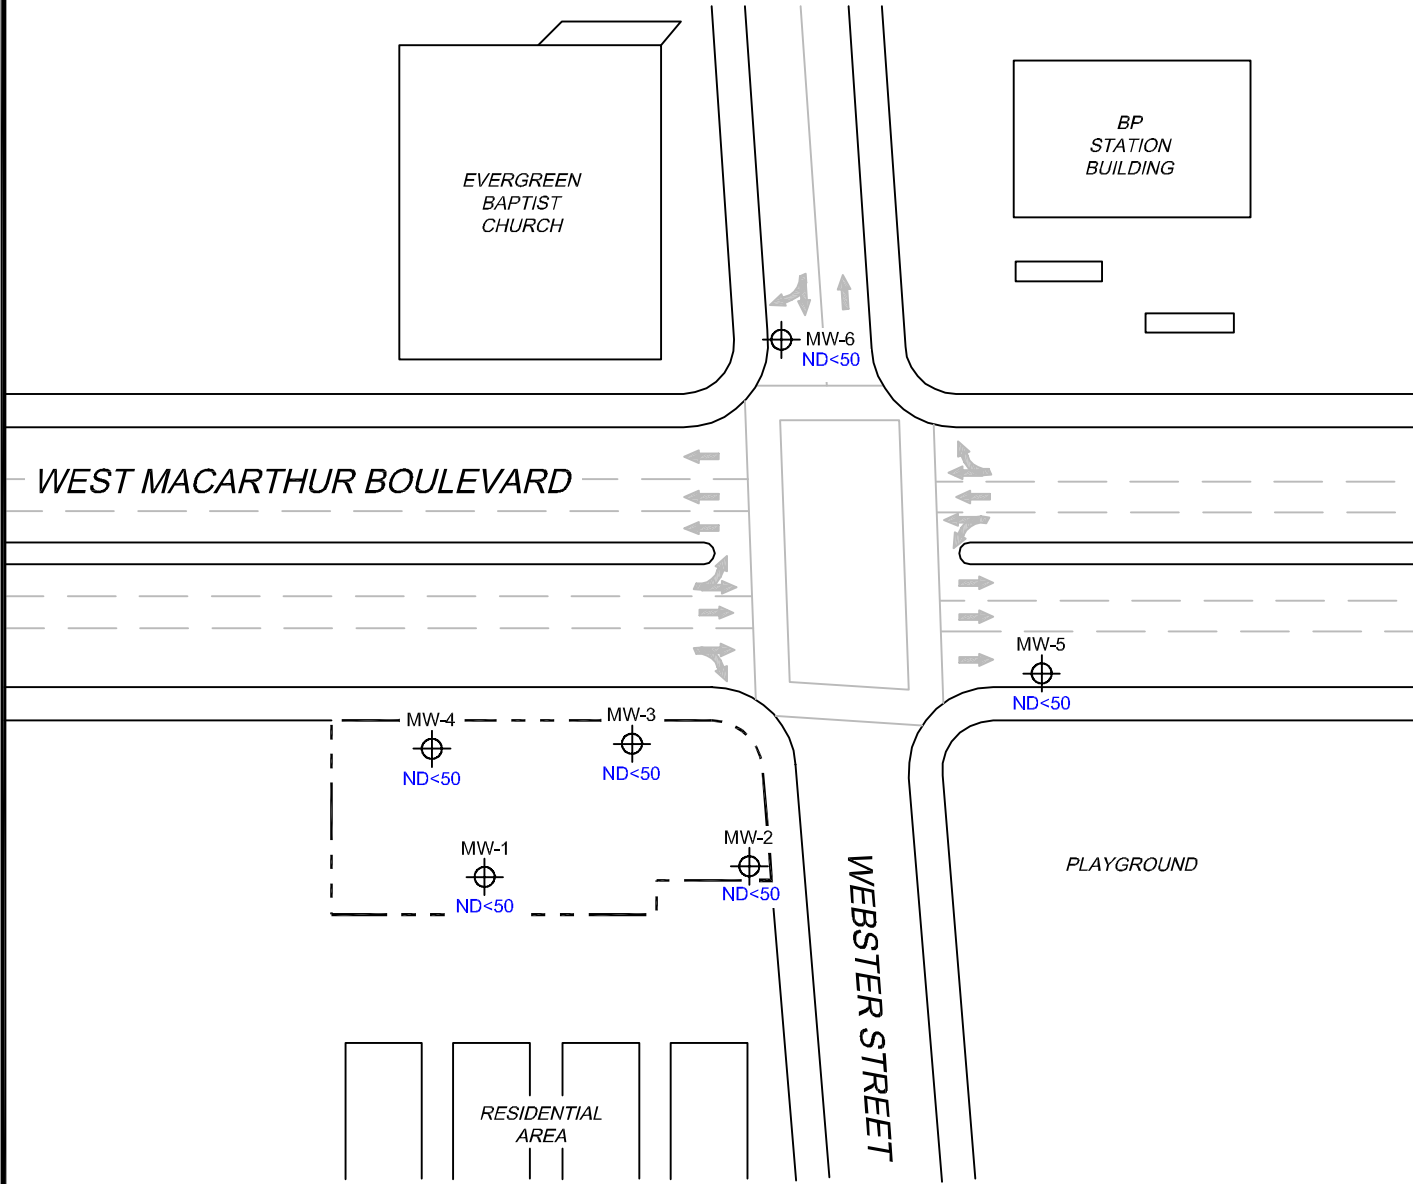 BP
STATION
BUILDING
EVERGREEN
BAPTIST
CHURCH
MW-6
ND<50
WEST MACARTHUR BOULEVARD
MW-5
ND<50
MW-4
ND<50
MW-3
ND<50
MW-2
ND<50
MW-1
ND<50
PLAYGROUND
WEBSTER STREET
RESIDENTIAL
AREA